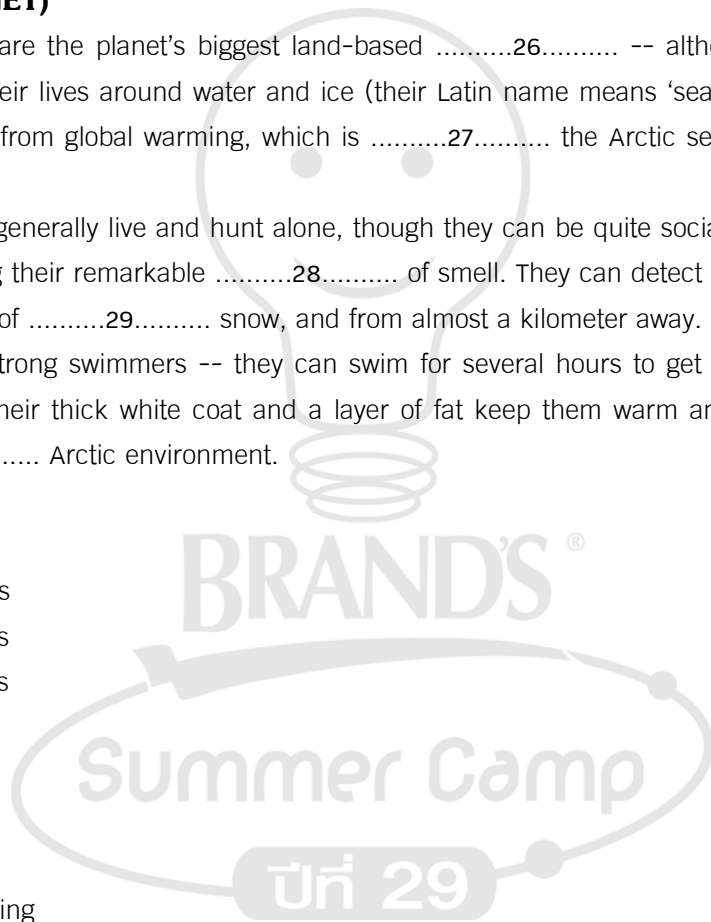 are the planet's biggest land-based ..........26.......... -- alth
eir lives around water and ice (their Latin name means 'sea
from global warming, which is ..........27.......... the Arctic se
generally live and hunt alone, though they can be quite socia
g their remarkable ..........28.......... of smell. They can detect
of ..........29.......... snow, and from almost a kilometer away.
trong swimmers -- they can swim for several hours to get
heir thick white coat and a layer of fat keep them warm an
..... Arctic environment.
s
s
s
BRAND'S ®
Summer Camp
ปีที่ 29
ing